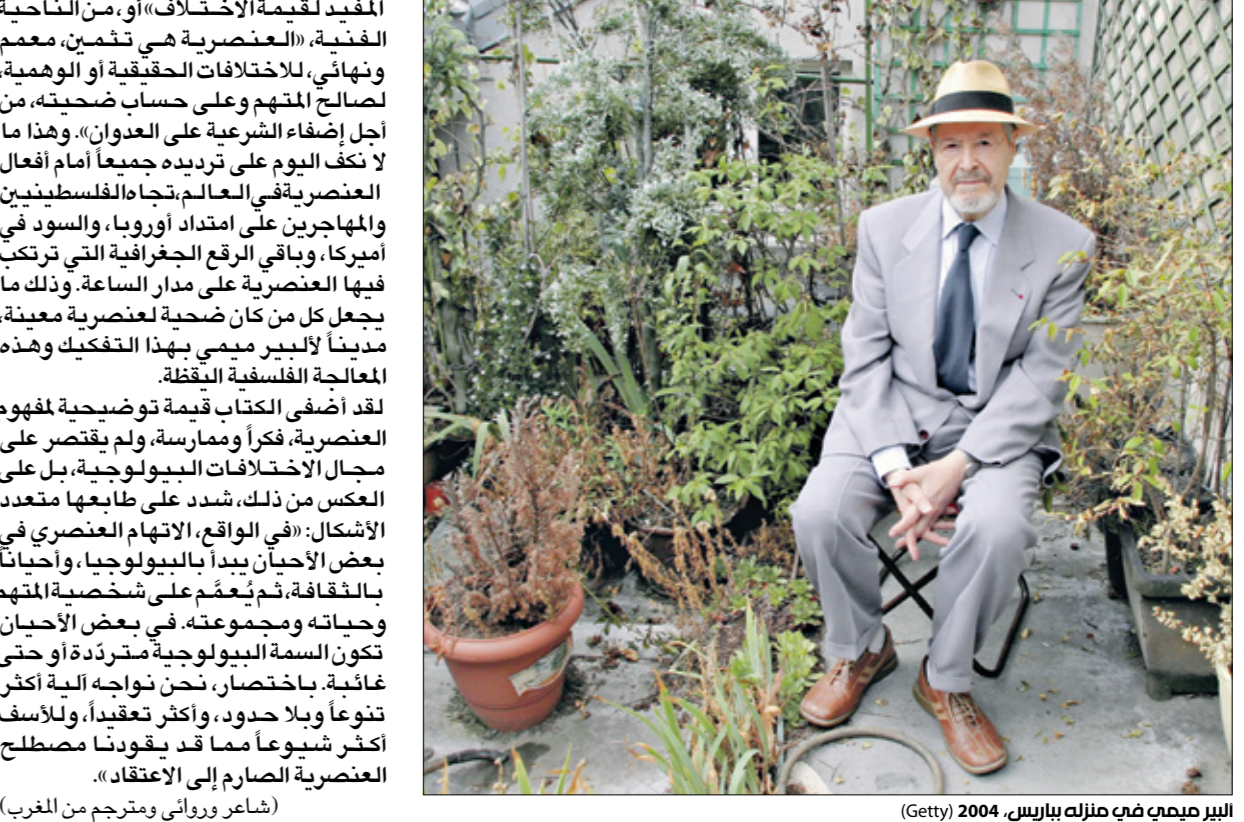 المفيد لقيمة الاختلاف» أو، من الناحية
الفنية، «العنصرية هي تثمين، معمم
ونهائي، للاختلافات الحقيقية أو الوهمية،
لصالح المتهم وعلى حساب ضحيته، من
أجل إضفاء الشرعية على العدوان». وهذا ما
لا نكف اليوم على ترديده جميعاً أمام أفعال
العنصرية في العالم، تجاه الفلسطينيين
والمهاجرين على امتداد أوروبا، والسود في
أميركا، وباقي الرقع الجغرافية التي ترتكب
فيها العنصرية على مدار الساعة. وذلك ما
يجعل كل من كان ضحية لعنصرية معينة،
مديناً لألبير ميمي بهذا التفكيك وهذه
المعالجة الفلسفية اليقظة.
لقد أضفى الكتاب قيمة توضيحية لمفهوم
العنصرية، فكراً وممارسة، ولم يقتصر على
مجال الاختلافات البيولوجية، بل على
العكس من ذلك، شدد على طابعها متعدد
الأشكال: «في الواقع، الاتهام العنصري في
بعض الأحيان يبدأ بالبيولوجيا، وأحياناً
بالثقافة، ثم يُعمَّم على شخصية المتهم
وحياته ومجموعته. في بعض الأحيان
تكون السمة البيولوجية متردّدة أو حتى
غائبة. باختصار، نحن نواجه آلية أكثر
تنوعاً وبلا حدود، وأكثر تعقيداً، وللأسف
أكثر شيوعاً مما قد يقودنا مصطلح
العنصرية الصارم إلى الاعتقاد».
(شاعر وروائي ومترجم من المغرب)
ألبير ميمي في منزله بباريس، 2004 (Getty)